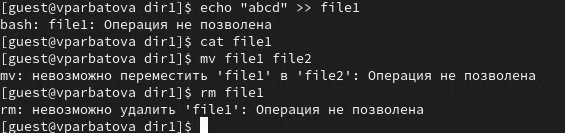 [guest@vparbatova dir1]$ echo "abcd" >> file1
bash: file1: Операция не позволена
[guest@vparbatova dir1]$ cat file1
[guest@vparbatova dir1]$ mv file1 file2
mv: невозможно переместить 'file1' в 'file2': Операция не позволена
[guest@vparbatova dir1]$ rm file1
rm: невозможно удалить 'file1': Операция не позволена
[guest@vparbatova dir1]$